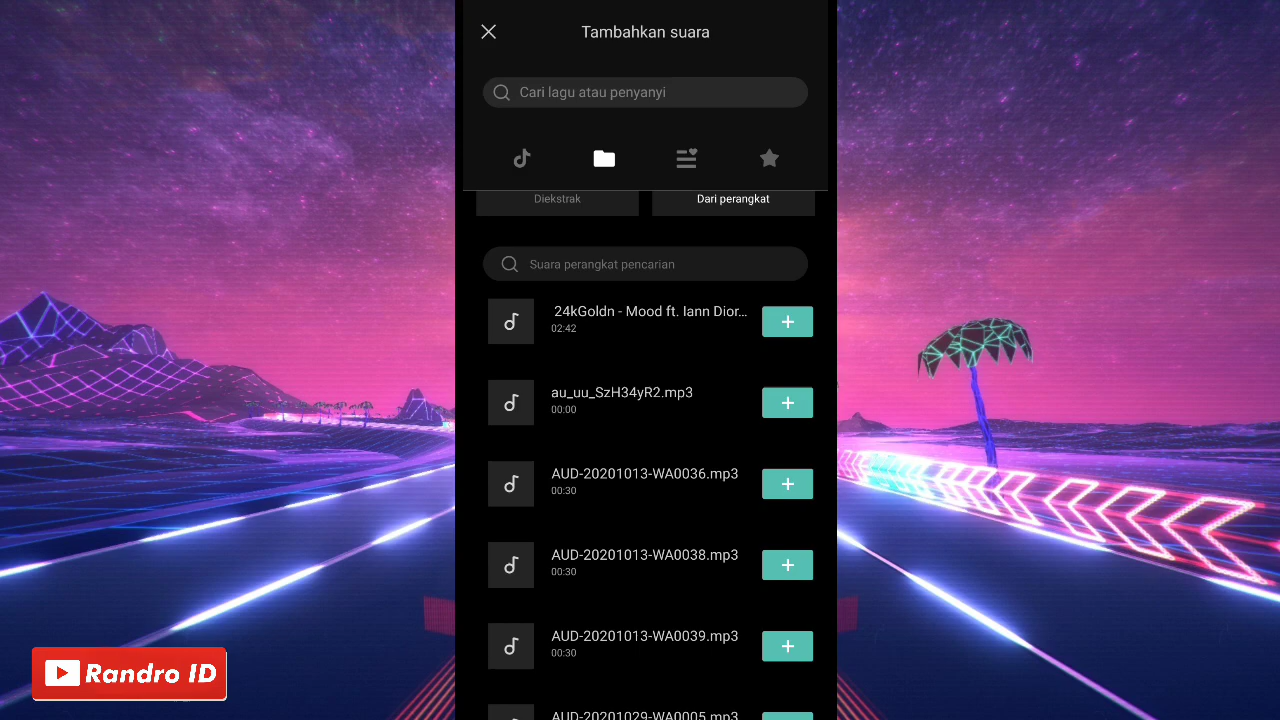 Tambahkan suara
Cari lagu atau penyanyi
Diekstrak
Dari perangkat
Suara perangkat pencarian
24kGoldn - Mood ft. Iann Dior...
02:42
au_uu_SzH34yR2.mp3
00:00
AUD-20201013-WA0036.mp3
00:30
AUD-20201013-WA0038.mp3
00:30
AUD-20201013-WA0039.mp3
00:30
AUD-20201029-WA0005.mp3
Randro ID